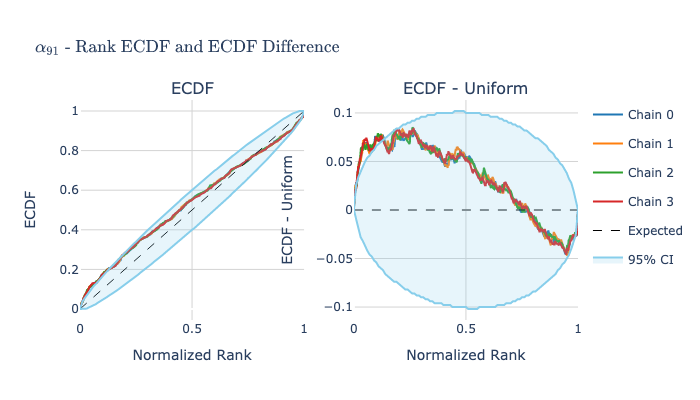 α₉₁ - Rank ECDF and ECDF Difference
ECDF
ECDF
1
0.8
0.6
0.4
0.2
0
0
0.5
1
Normalized Rank
ECDF - Uniform
ECDF - Uniform
0.1
0.05
0
−0.05
−0.1
0
0.5
1
Normalized Rank
Chain 0
Chain 1
Chain 2
Chain 3
Expected
95% CI